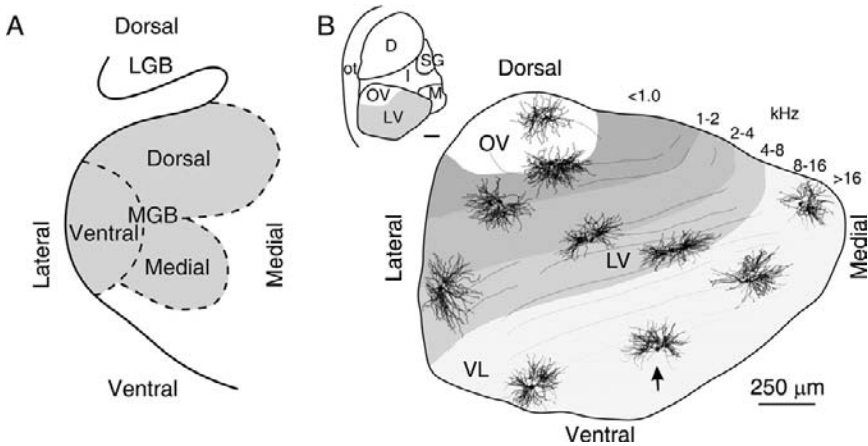 A
Dorsal
LGB
Dorsal
MGB
Ventral
Medial
Lateral
Medial
Ventral
B
D
SG
ot
I
OV
M
LV
Dorsal
<1.0
1-2
kHz
2-4
4-8
8-16
>16
OV
Lateral
LV
Medial
VL
250 µm
Ventral